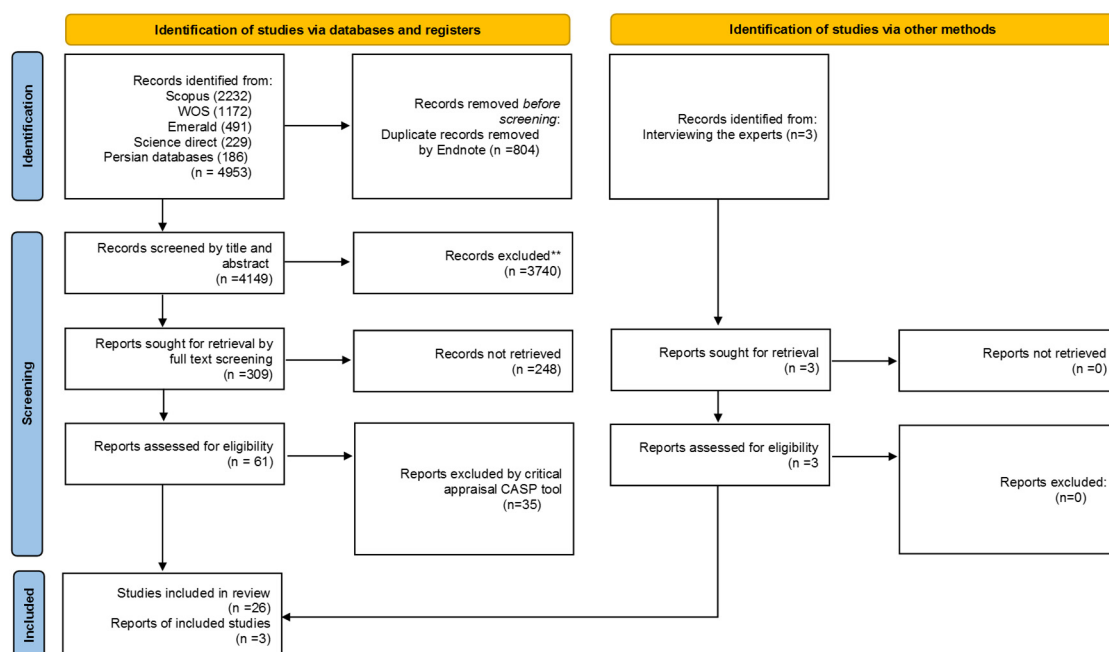 Identification of studies via databases and registers
Identification of studies via other methods
Identification
Records identified from:
Scopus (2232)
WOS (1172)
Emerald (491)
Science direct (229)
Persian databases (186)
(n = 4953)
Records removed before
screening:
Duplicate records removed
by Endnote (n =804)
Records identified from:
Interviewing the experts (n=3)
Screening
Records screened by title and
abstract
(n =4149)
Records excluded**
(n =3740)
Reports sought for retrieval by
full text screening
(n =309)
Records not retrieved
(n =248)
Reports sought for retrieval
(n =3)
Reports not retrieved
(n =0)
Reports assessed for eligibility
(n = 61)
Reports excluded by critical
appraisal CASP tool
(n=35)
Reports assessed for eligibility
(n =3
Reports excluded:
(n=0)
Included
Studies included in review
(n =26)
Reports of included studies
(n =3)